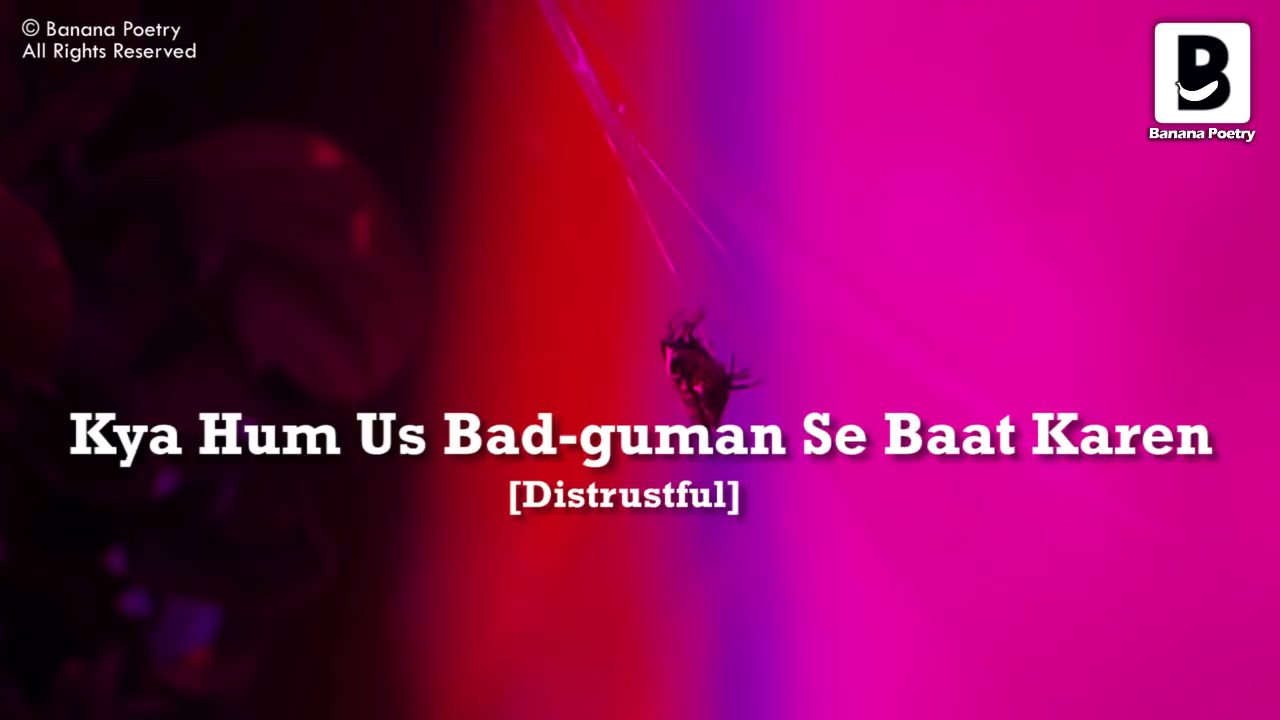 © Banana Poetry
All Rights Reserved
B
Banana Poetry
Kya Hum Us Bad-guman Se Baat Karen
[Distrustful]